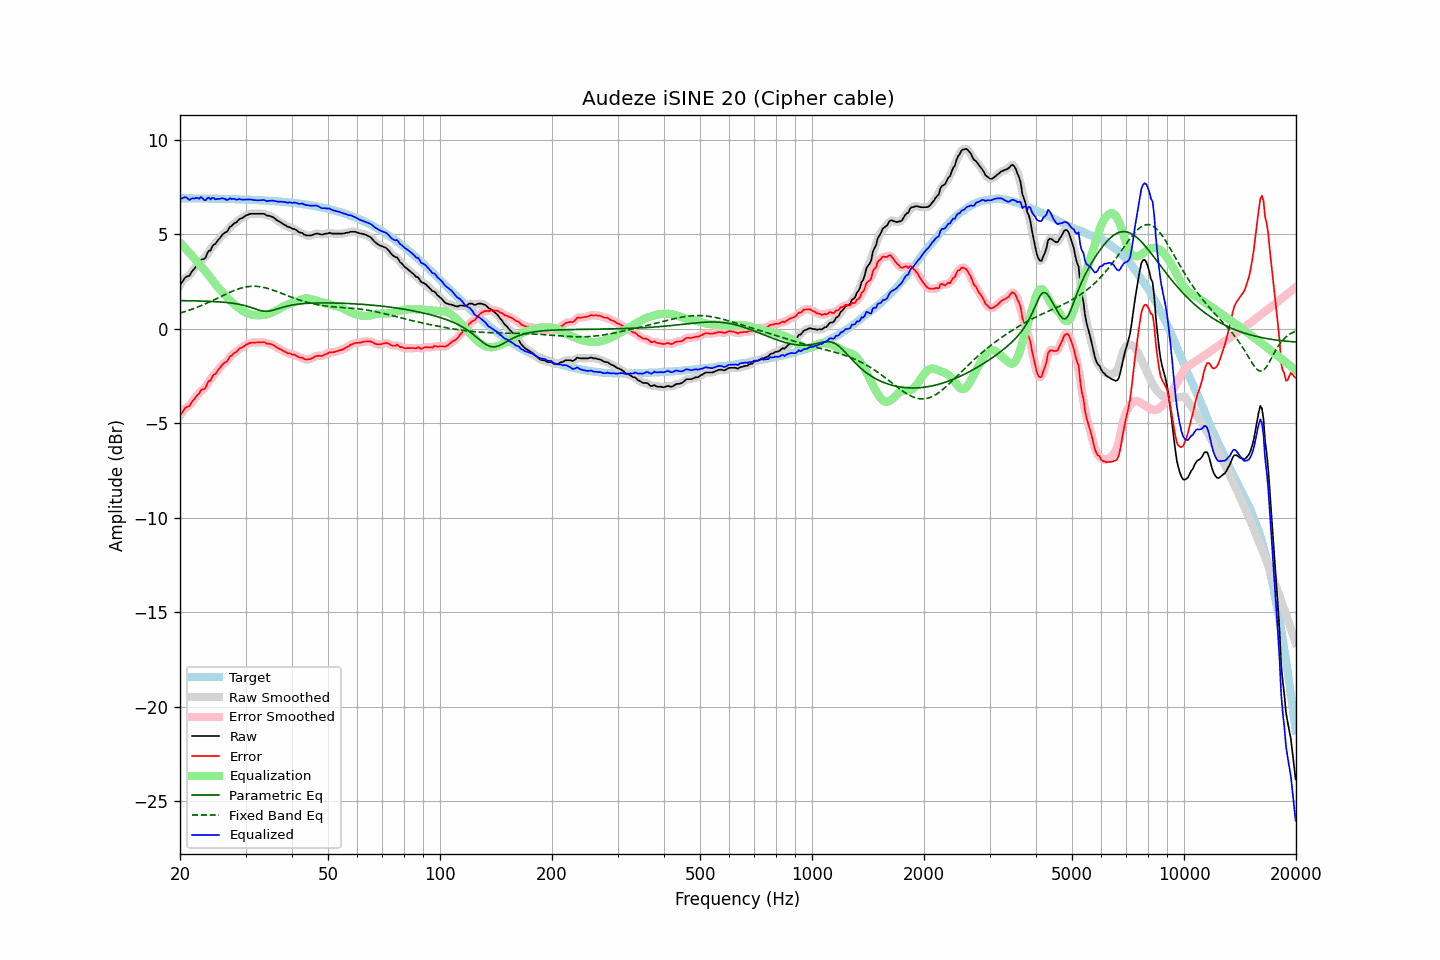 Audeze iSINE 20 (Cipher cable)
10
5
0
−5
−10
−15
−20
−25
Amplitude (dBr)
Target
Raw Smoothed
Error Smoothed
Raw
Error
Equalization
Parametric Eq
Fixed Band Eq
Equalized
20 50 100 200 500 1000 2000 5000 10000 20000
Frequency (Hz)